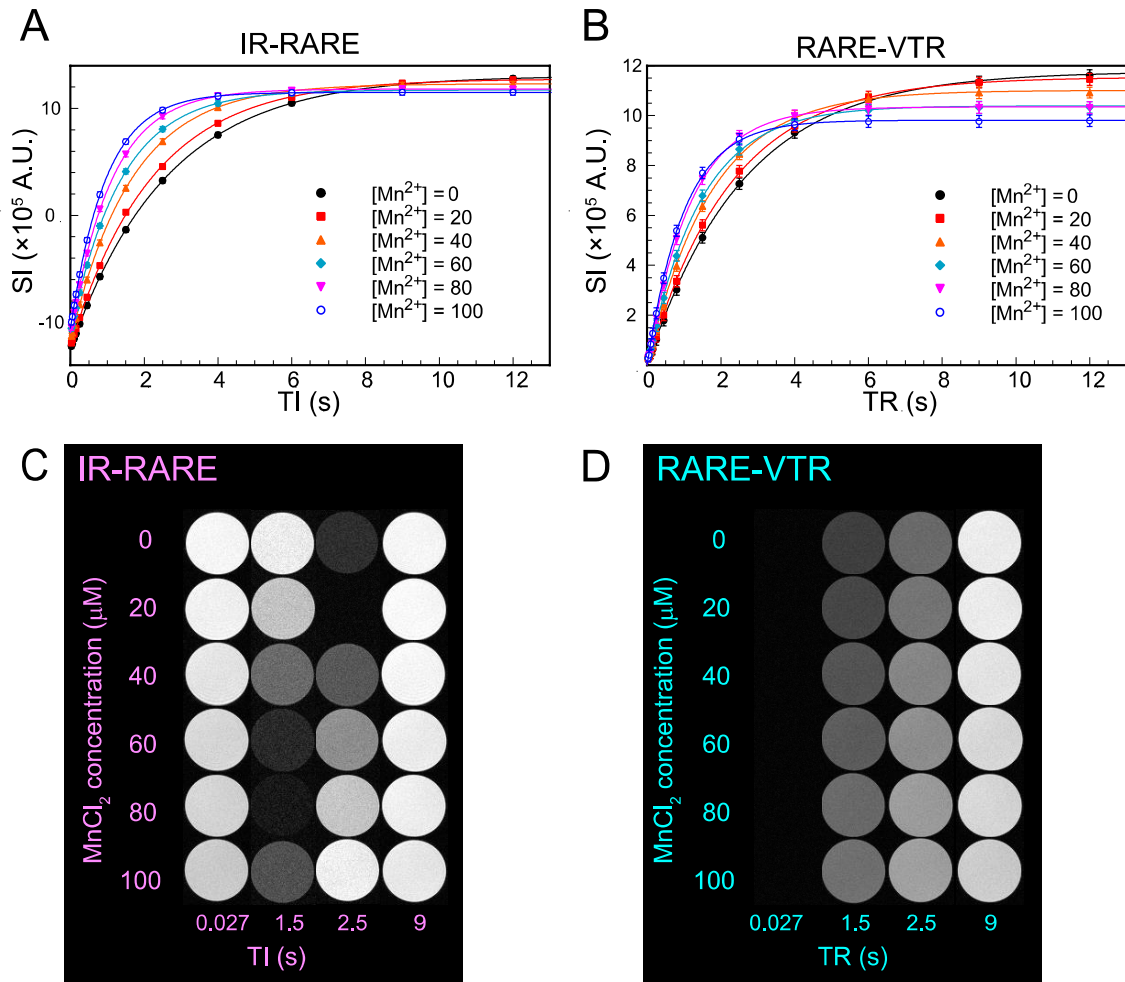 A
IR-RARE
SI (×10⁵ A.U.)
10
0
-10
0
2
4
6
8
10
12
TI (s)
[Mn²⁺] = 0
[Mn²⁺] = 20
[Mn²⁺] = 40
[Mn²⁺] = 60
[Mn²⁺] = 80
[Mn²⁺] = 100
B
RARE-VTR
SI (×10⁵ A.U.)
12
10
8
6
4
2
0
2
4
6
8
10
12
TR (s)
[Mn²⁺] = 0
[Mn²⁺] = 20
[Mn²⁺] = 40
[Mn²⁺] = 60
[Mn²⁺] = 80
[Mn²⁺] = 100
C
IR-RARE
MnCl₂ concentration (μM)
0
20
40
60
80
100
0.027 1.5 2.5 9
TI (s)
D
RARE-VTR
MnCl₂ concentration (μM)
0
20
40
60
80
100
0.027 1.5 2.5 9
TR (s)